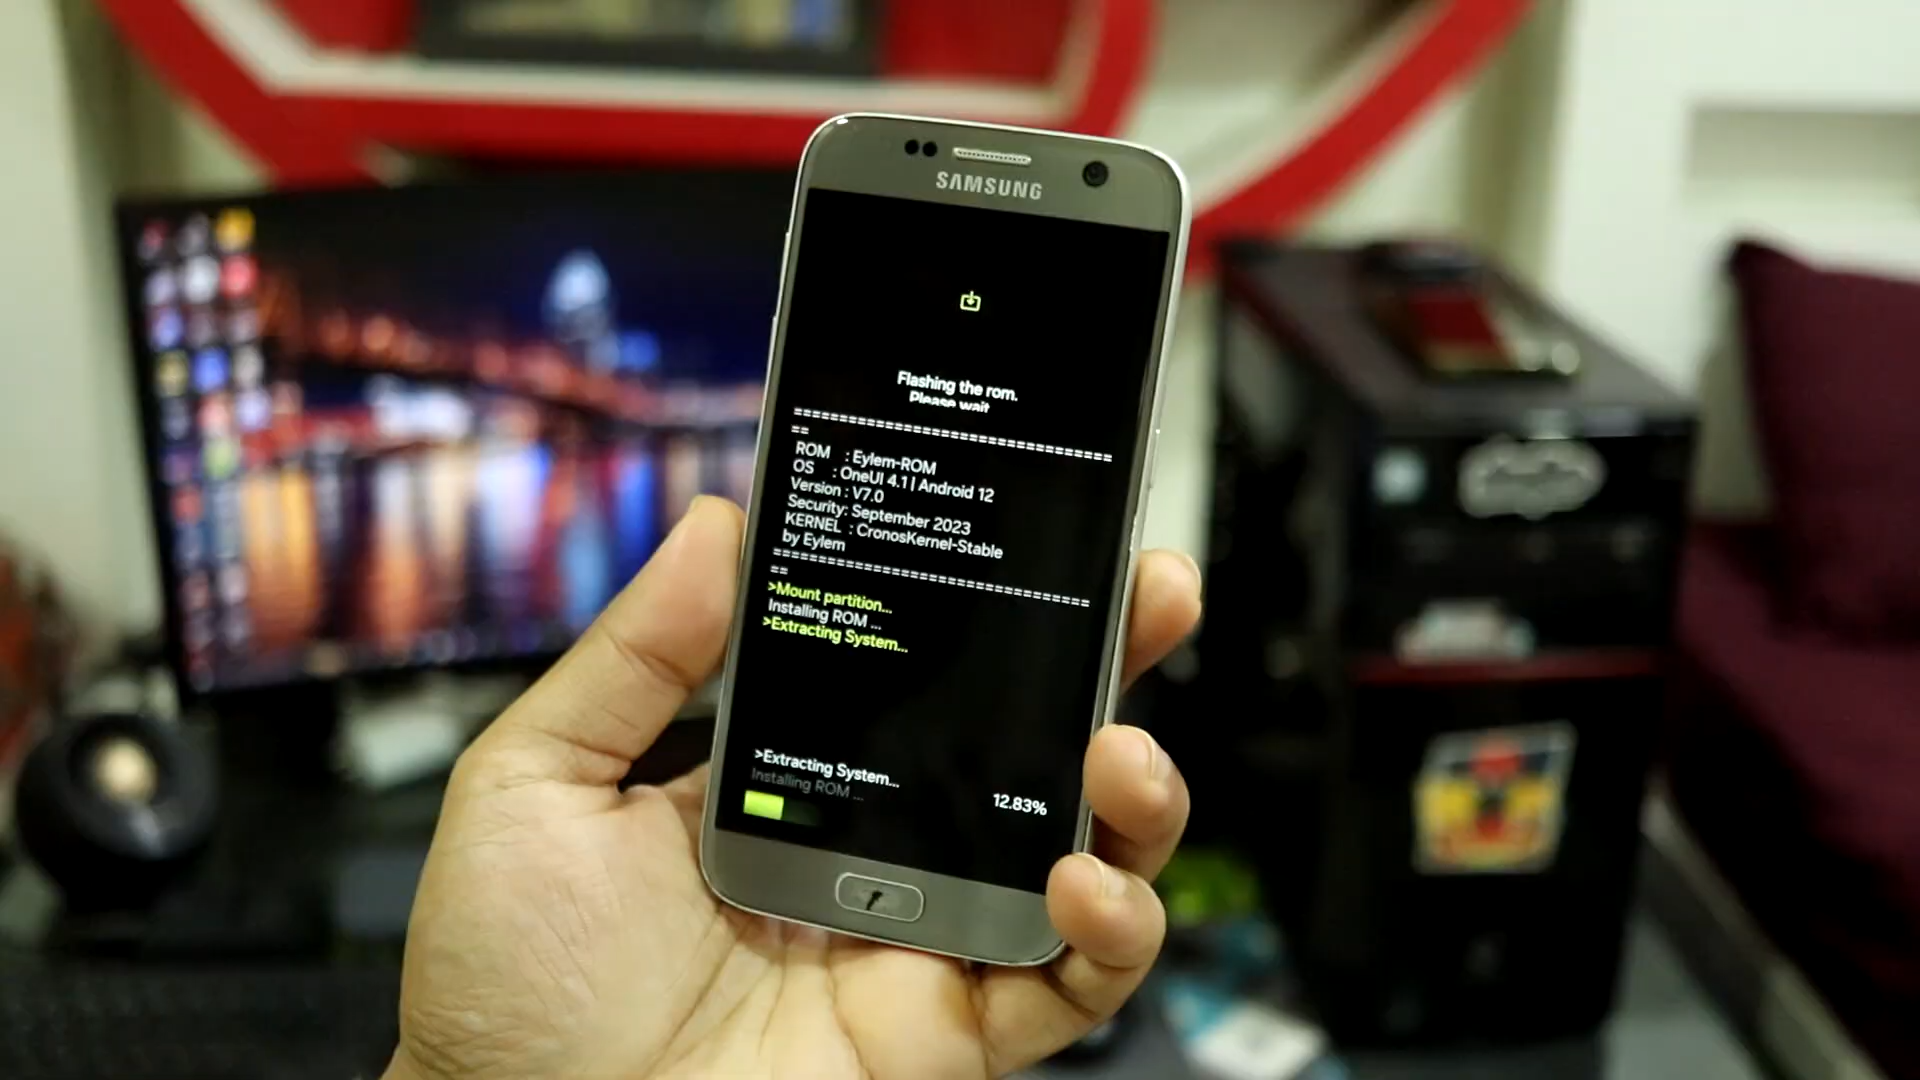 SAMSUNG
Flashing the rom.
Please wait
==================================
==
ROM : Eylem-ROM
OS : OneUI 4.1 | Android 12
Version : V7.0
Security: September 2023
KERNEL : CronosKernel-Stable
by Eylem
==================================
==
>Mount partition...
Installing ROM ...
>Extracting System...
>Extracting System...
Installing ROM ...
12.83%